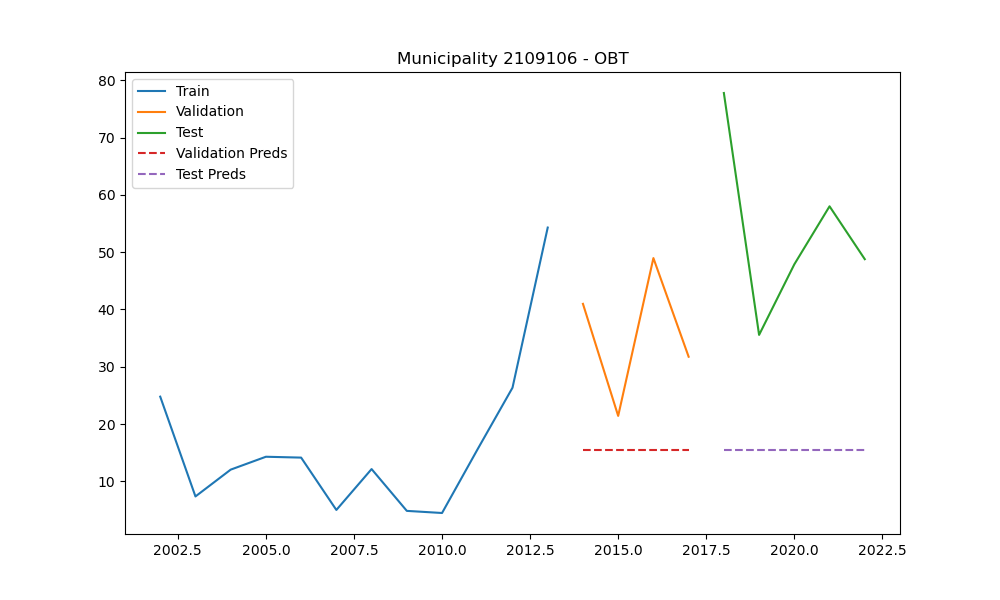 Municipality 2109106 - OBT
80
70
60
50
40
30
20
10
Train
Validation
Test
Validation Preds
Test Preds
2002.5 2005.0 2007.5 2010.0 2012.5 2015.0 2017.5 2020.0 2022.5